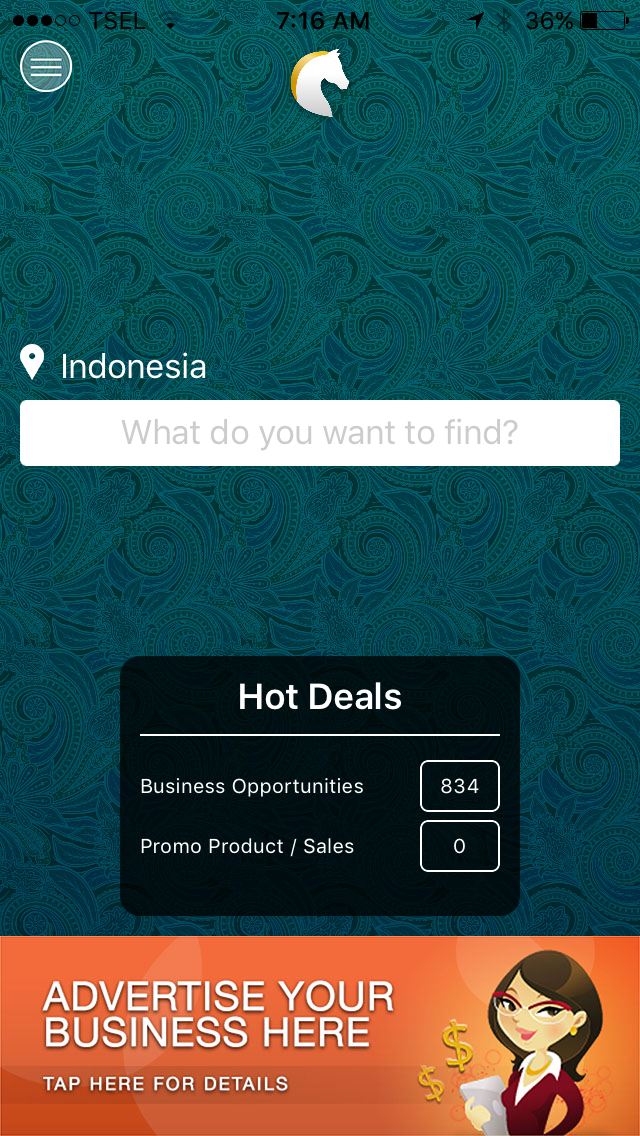 TSEL 7:16 AM 36%
Indonesia
What do you want to find?
Hot Deals
Business Opportunities 834
Promo Product / Sales 0
ADVERTISE YOUR
BUSINESS HERE
TAP HERE FOR DETAILS